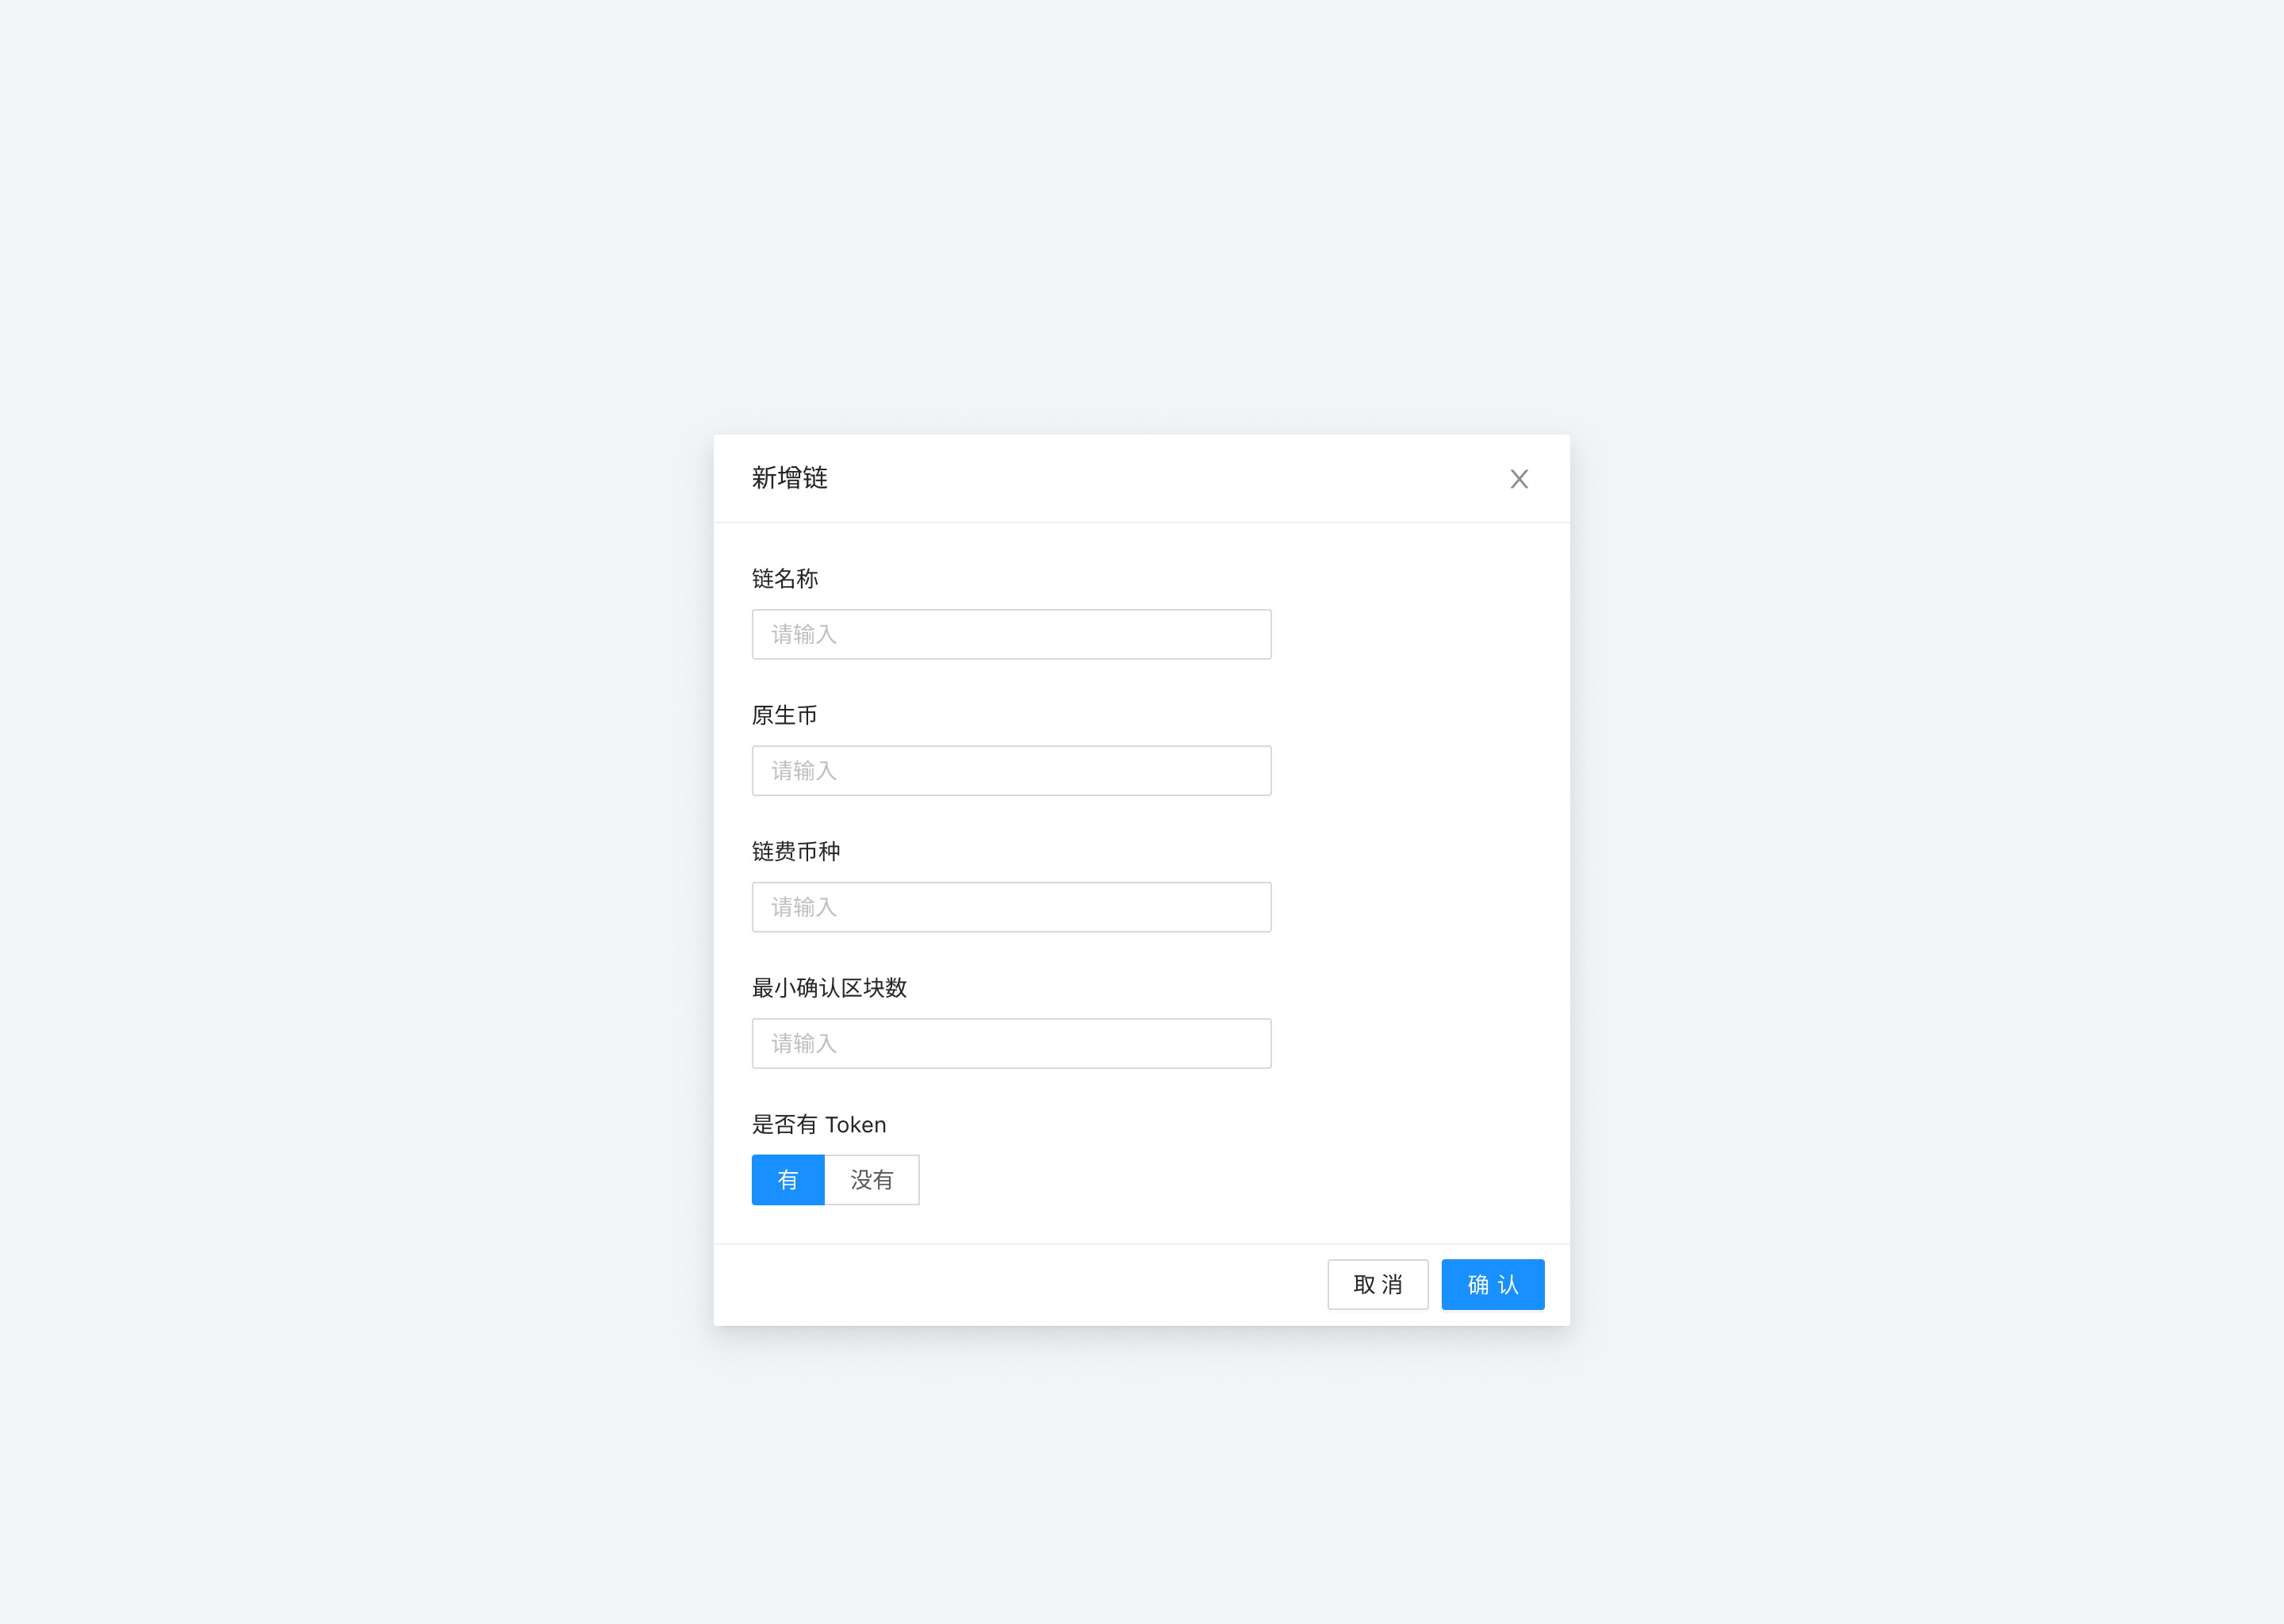 新增链
链名称
请输入
原生币
请输入
链费币种
请输入
最小确认区块数
请输入
是否有 Token
有 没有
取 消 确 认